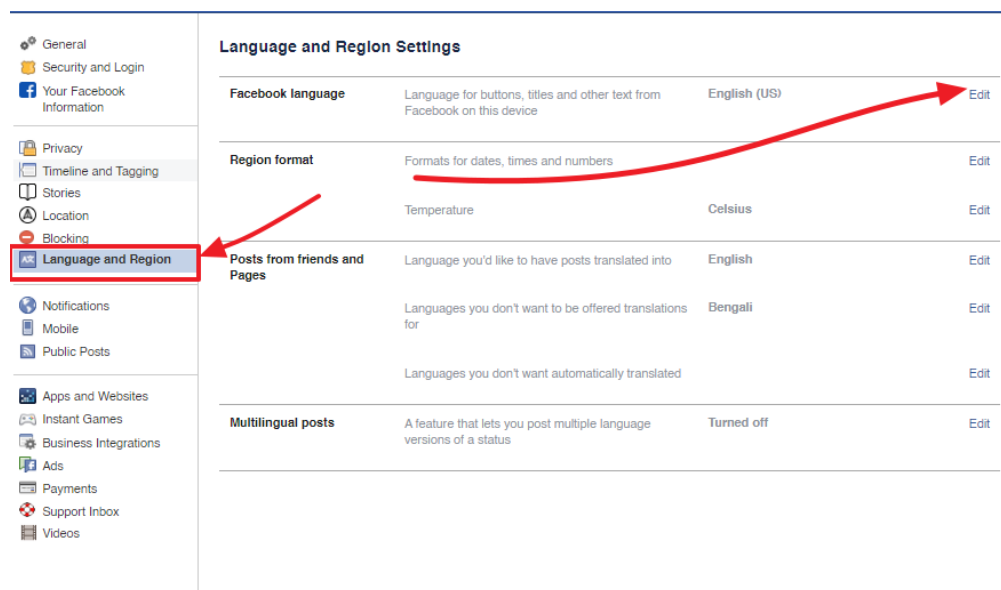 General
Security and Login
Your Facebook
Information
Privacy
Timeline and Tagging
Stories
Location
Blocking
Language and Region
Notifications
Mobile
Public Posts
Apps and Websites
Instant Games
Business Integrations
Ads
Payments
Support Inbox
Videos
Language and Region Settings
Facebook language
Language for buttons, titles and other text from
Facebook on this device
English (US)
Edit
Region format
Formats for dates, times and numbers
Edit
Temperature
Celsius
Edit
Posts from friends and
Pages
Language you'd like to have posts translated into
English
Edit
Languages you don't want to be offered translations
for
Bengali
Edit
Languages you don't want automatically translated
Edit
Multilingual posts
A feature that lets you post multiple language
versions of a status
Turned off
Edit